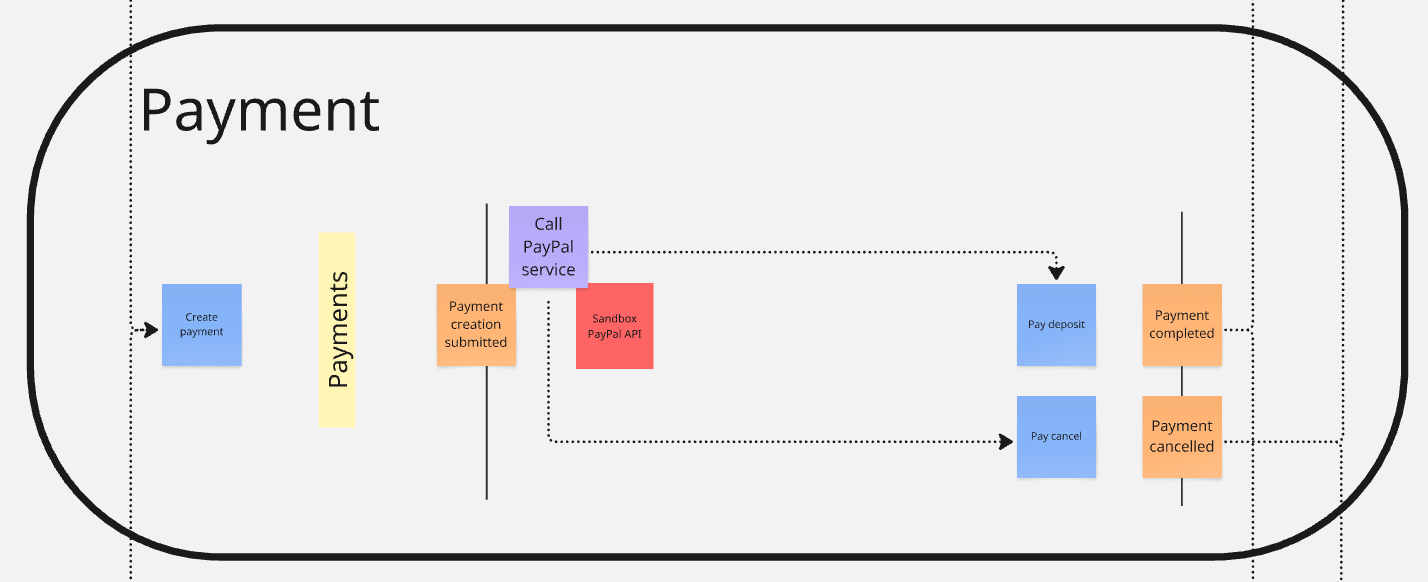 Payment
Create
payment
Payments
Call
PayPal
service
Payment
creation
submitted
Sandbox
PayPal API
Pay deposit
Payment
completed
Pay cancel
Payment
cancelled